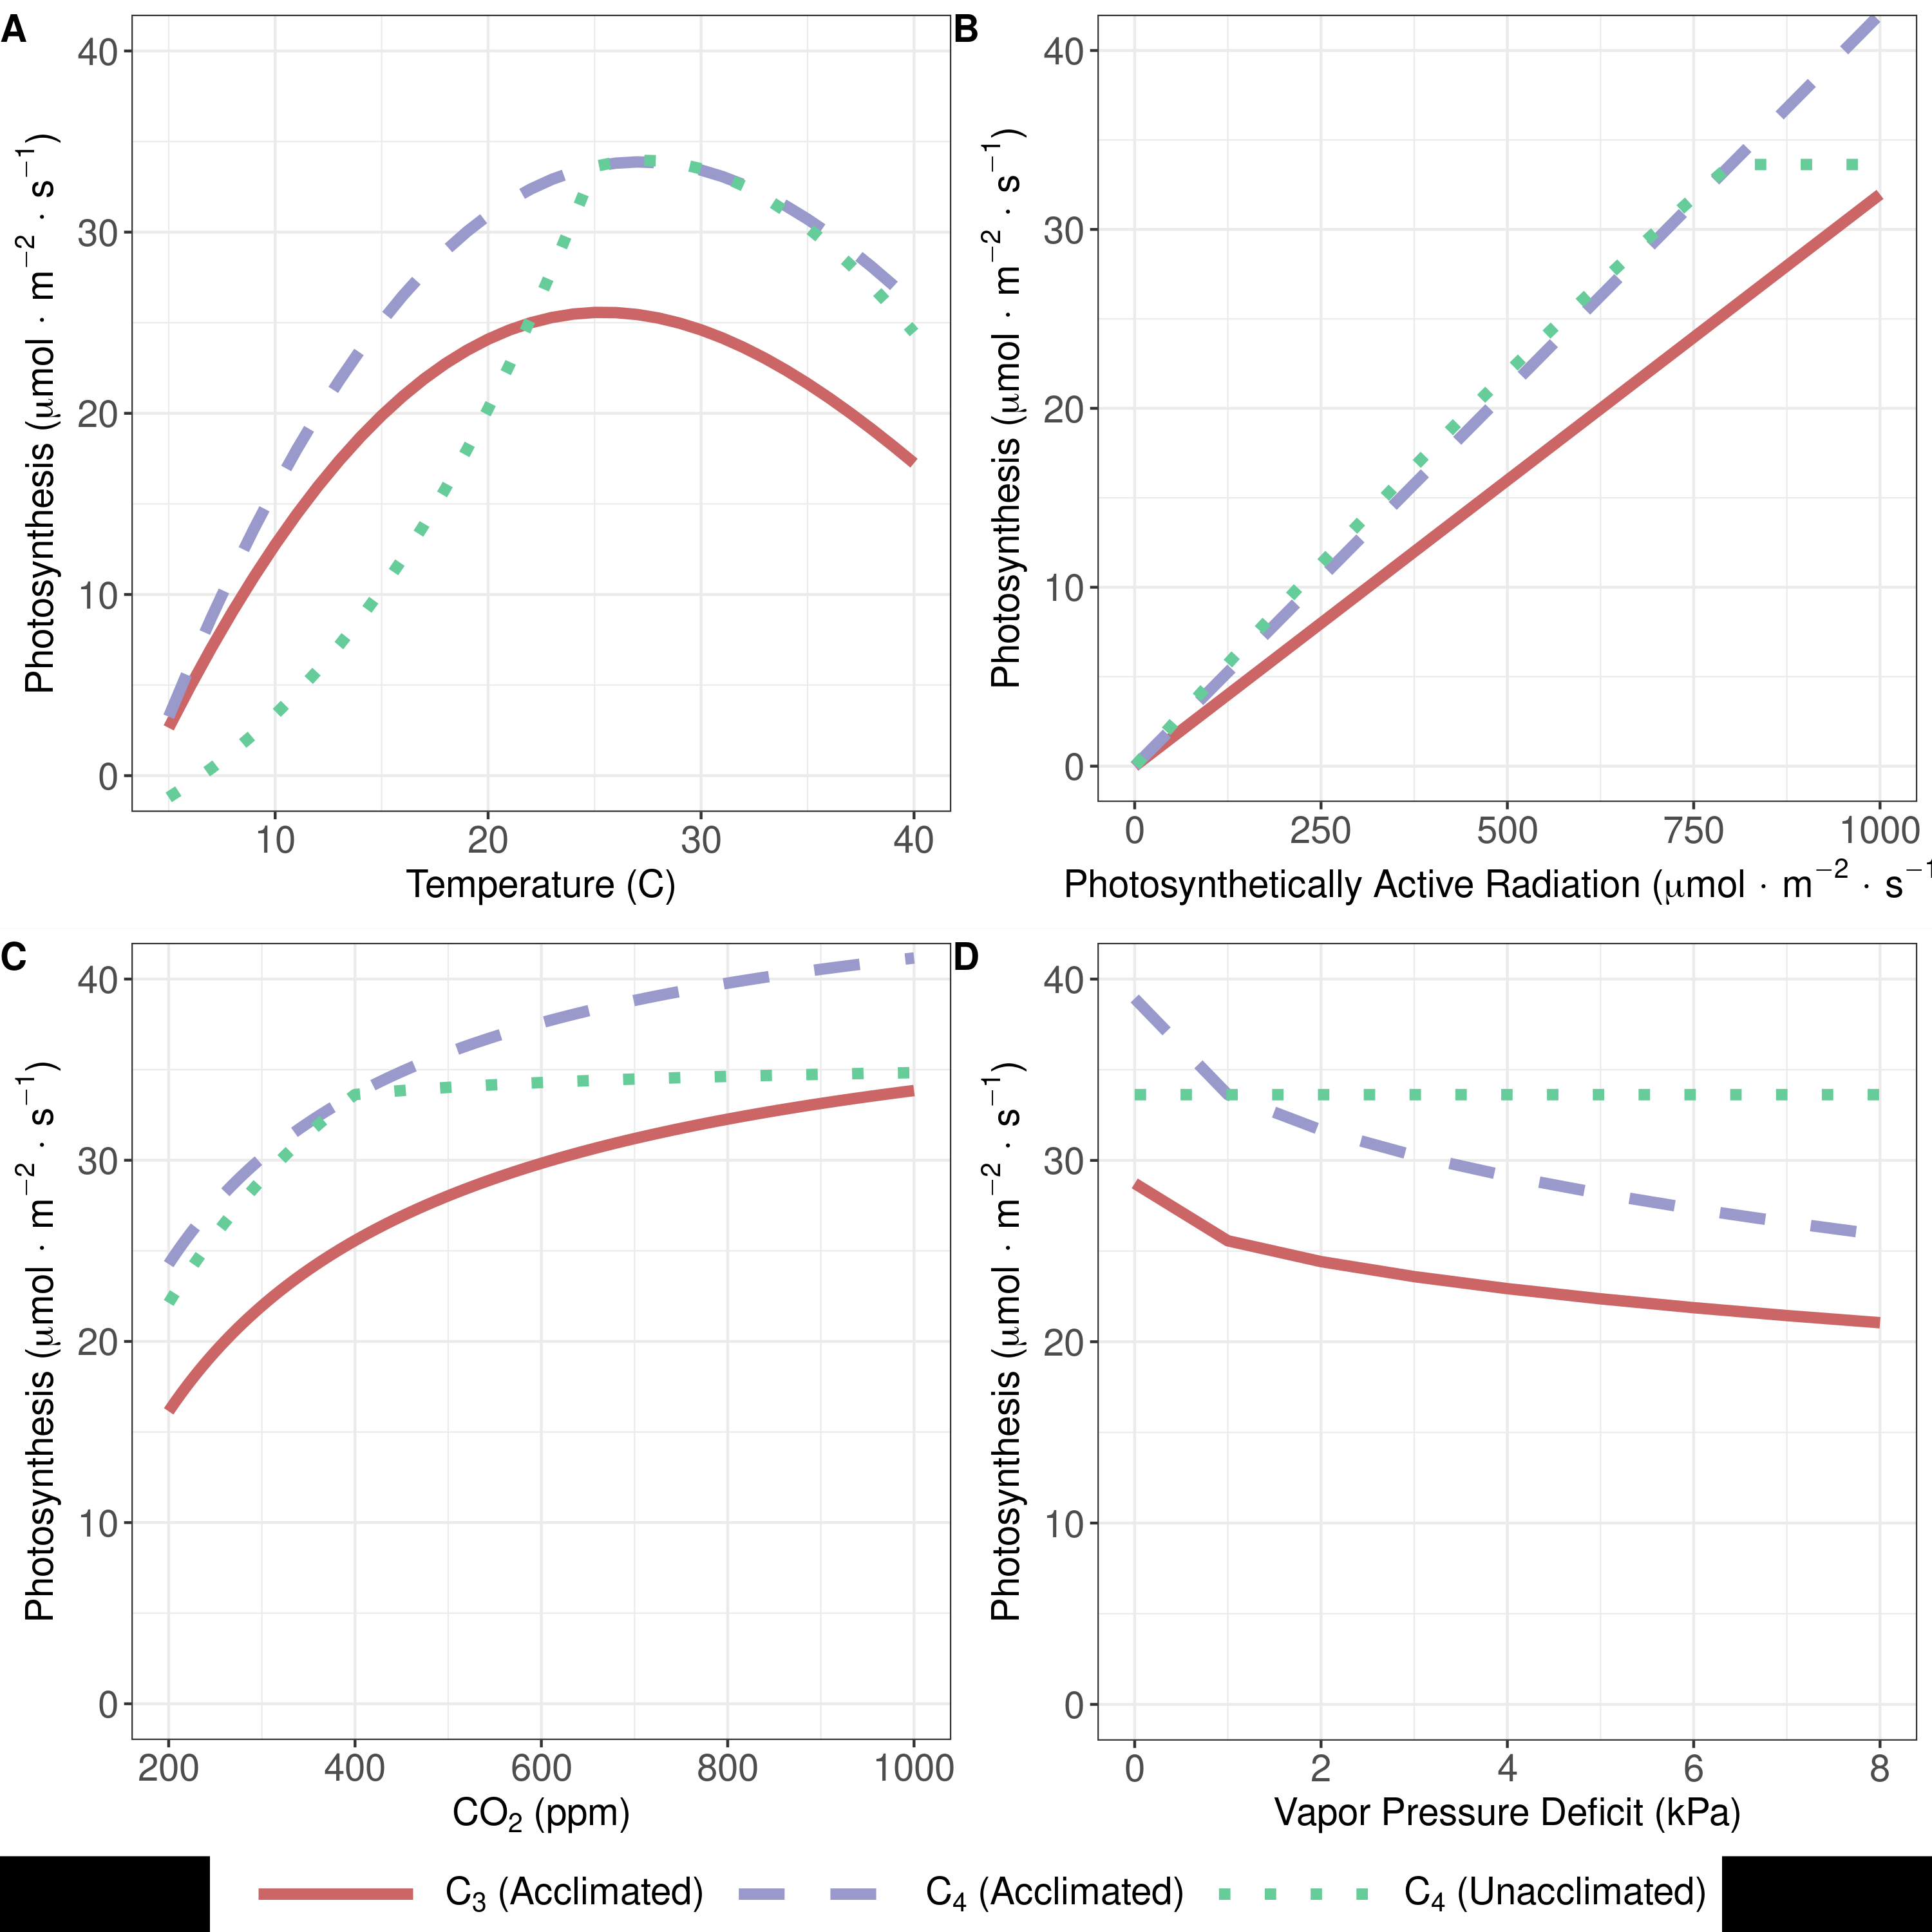 A
Photosynthesis (μmol · m⁻² · s⁻¹)
40
30
20
10
0
10 20 30 40
Temperature (C)
B
Photosynthesis (μmol · m⁻² · s⁻¹)
40
30
20
10
0
0 250 500 750 1000
Photosynthetically Active Radiation (μmol · m⁻² · s⁻¹
C
Photosynthesis (μmol · m⁻² · s⁻¹)
40
30
20
10
0
200 400 600 800 1000
CO₂ (ppm)
D
Photosynthesis (μmol · m⁻² · s⁻¹)
40
30
20
10
0
0 2 4 6 8
Vapor Pressure Deficit (kPa)
C₃ (Acclimated) C₄ (Acclimated) C₄ (Unacclimated)